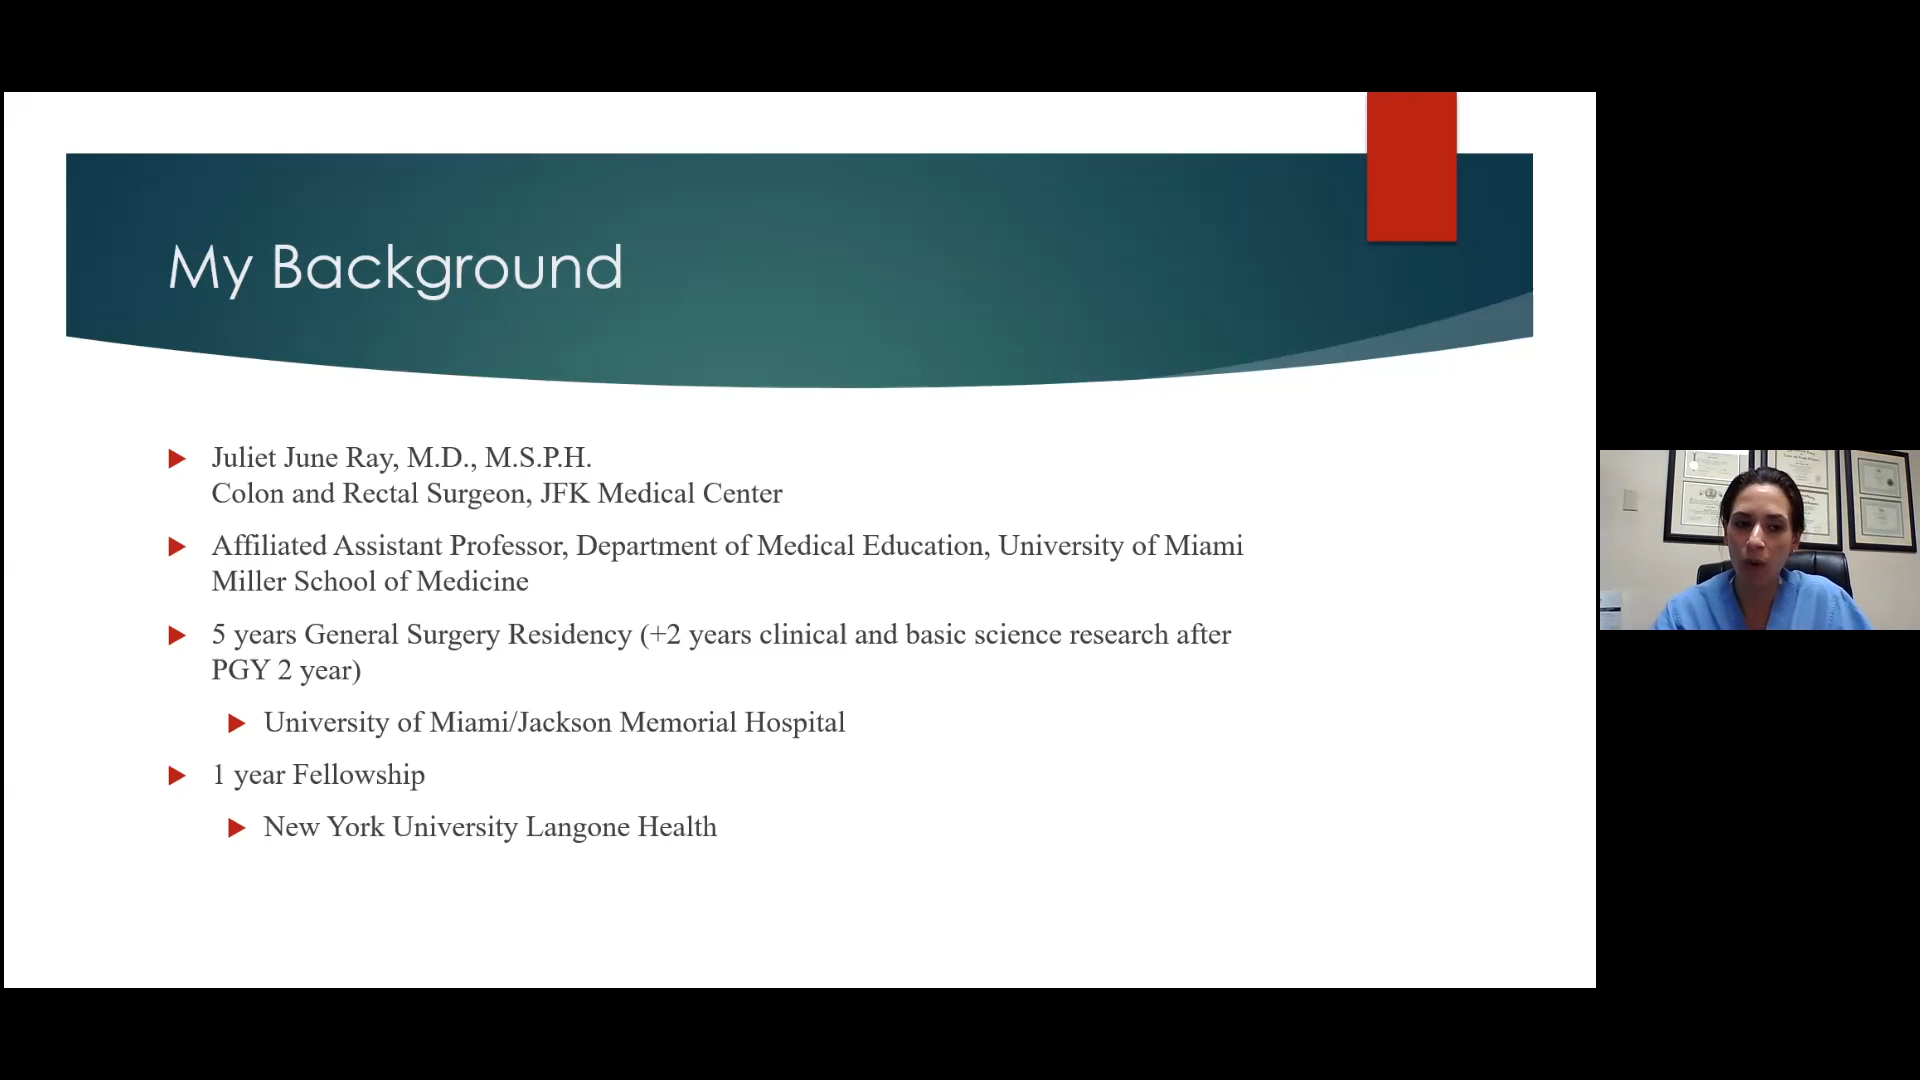 My Background
Juliet June Ray, M.D., M.S.P.H.
Colon and Rectal Surgeon, JFK Medical Center
Affiliated Assistant Professor, Department of Medical Education, University of Miami
Miller School of Medicine
5 years General Surgery Residency (+2 years clinical and basic science research after
PGY 2 year)
University of Miami/Jackson Memorial Hospital
1 year Fellowship
New York University Langone Health